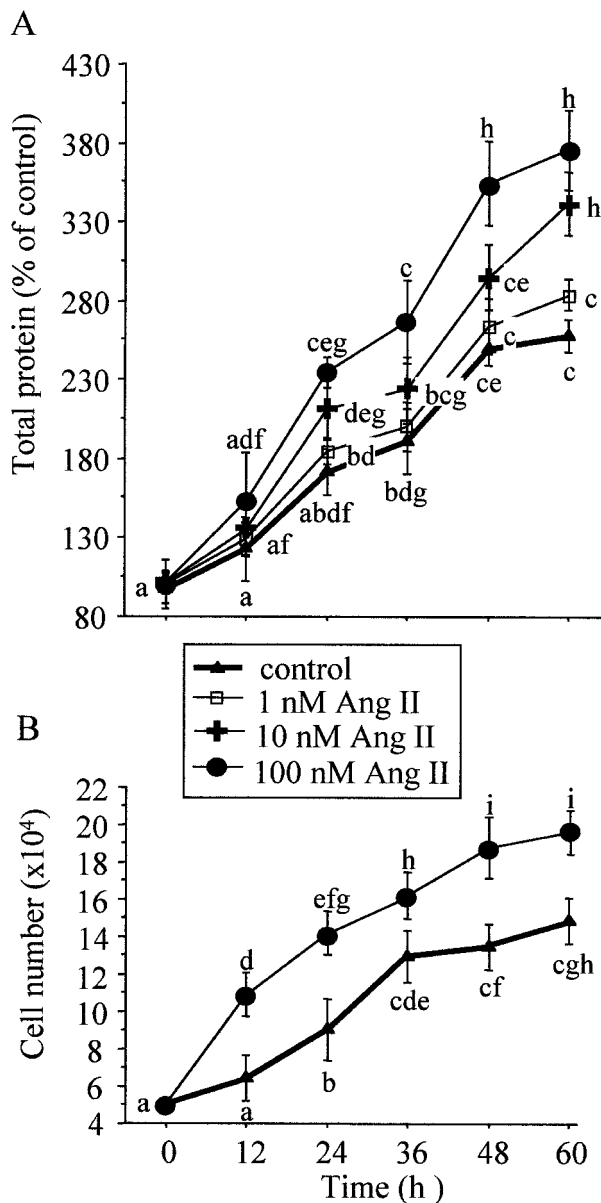 A
Total protein (% of control)
430
380
330
280
230
180
130
80
h
h
h
c
ce
c
c
ceg
ce
c
deg
bcg
adf
bd
bdg
abdf
af
a
a
control
1 nM Ang II
10 nM Ang II
100 nM Ang II
B
Cell number (x10⁴)
22
20
18
16
14
12
10
8
6
4
i
i
h
efg
d
cde
cf
cgh
a
a
b
0 12 24 36 48 60
Time (h )